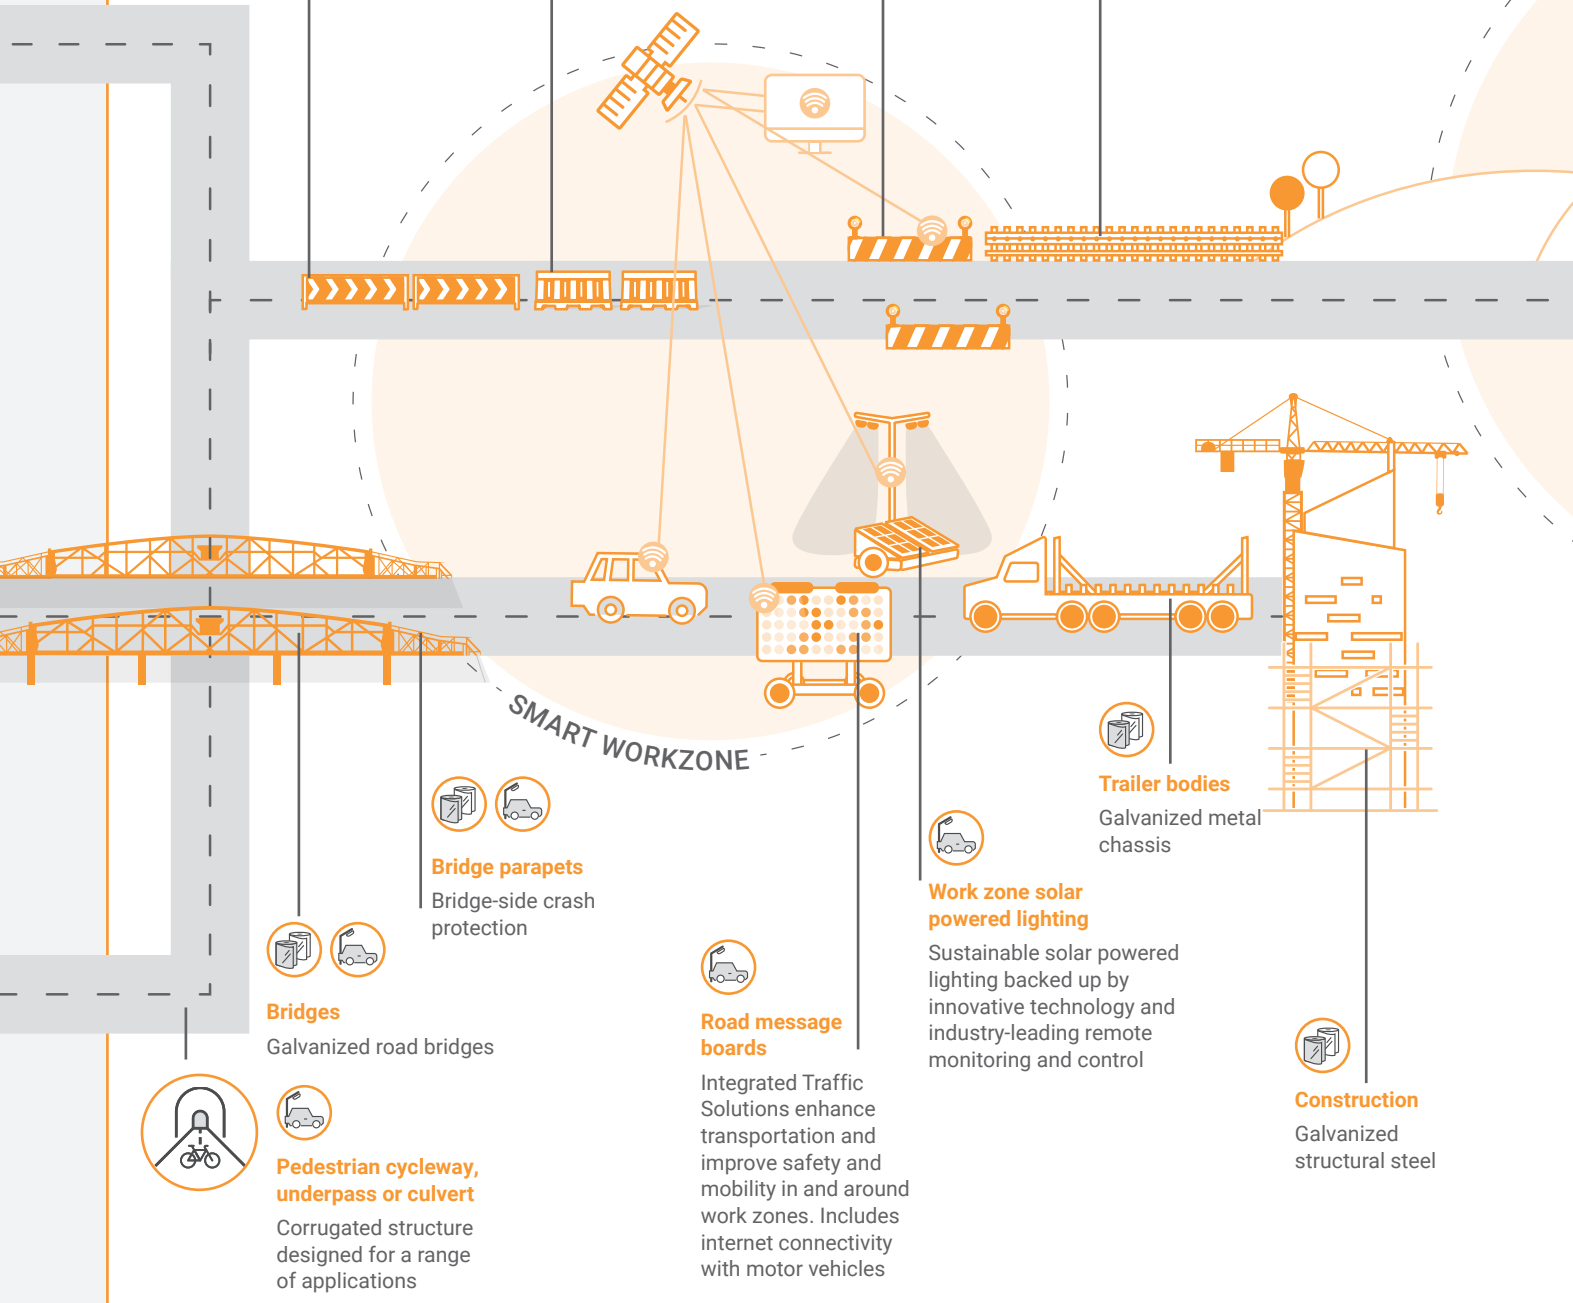 SMART WORKZONE
Bridge parapets
Bridge-side crash
protection
Bridges
Galvanized road bridges
Pedestrian cycleway,
underpass or culvert
Corrugated structure
designed for a range
of applications
Road message
boards
Integrated Traffic
Solutions enhance
transportation and
improve safety and
mobility in and around
work zones. Includes
internet connectivity
with motor vehicles
Work zone solar
powered lighting
Sustainable solar powered
lighting backed up by
innovative technology and
industry-leading remote
monitoring and control
Trailer bodies
Galvanized metal
chassis
Construction
Galvanized
structural steel